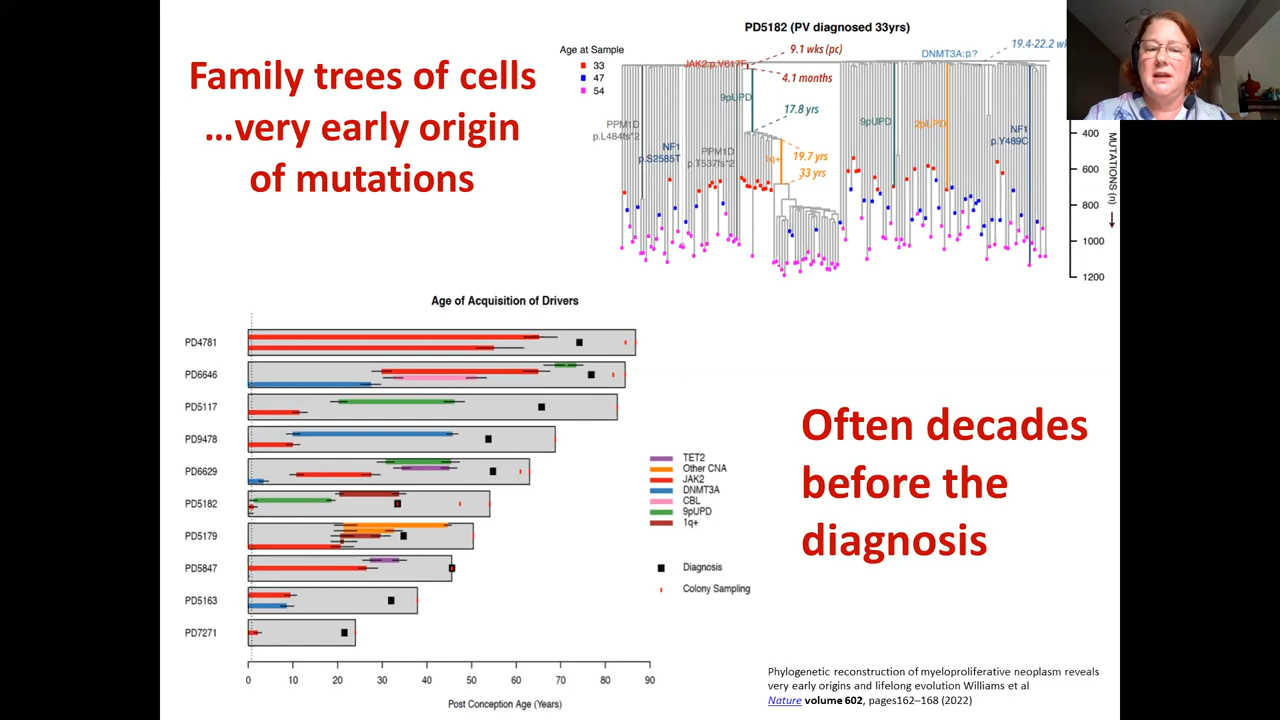 Family trees of cells
…very early origin
of mutations
PD5182 (PV diagnosed 33yrs)
Age at Sample
33
47
54
9.1 wks (pc)
JAK2:p.V617F
4.1 months
9pUPD
17.8 yrs
PPM1D
p.L484fs*2
NF1
p.S2585T
PPM1D
p.T537fs*2
1q+
19.7 yrs
33 yrs
DNMT3A:p.?
19.4-22.2
9pUPD
2pUPD
NF1
p.Y489C
400
600
800
1000
1200
MUTATIONS (n)
Age of Acquisition of Drivers
PD4781
PD6646
PD5117
PD9478
PD6629
PD5182
PD5179
PD5847
PD5163
PD7271
0
10
20
30
40
50
60
70
80
90
Post Conception Age (Years)
TET2
Other CNA
JAK2
DNMT3A
CBL
9pUPD
1q+
Diagnosis
Colony Sampling
Often decades
before the
diagnosis
Phylogenetic reconstruction of myeloproliferative neoplasm reveals
very early origins and lifelong evolution Williams et al
Nature volume 602, pages162–168 (2022)